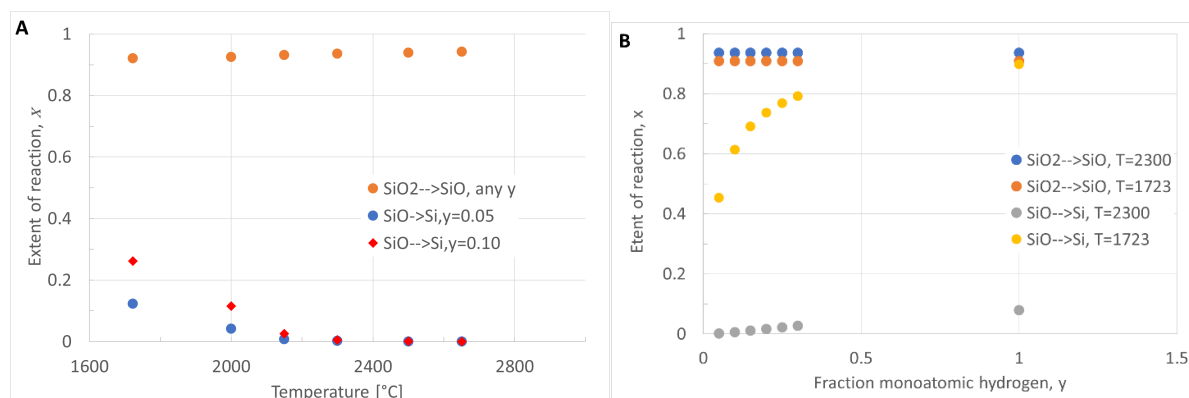 A
Extent of reaction, x
1
0.8
0.6
0.4
0.2
0
1600
2000
2400
2800
Temperature [°C]
SiO2-->SiO, any y
SiO->Si,y=0.05
SiO-->Si,y=0.10
B
Etent of reaction, x
1
0.8
0.6
0.4
0.2
0
0
0.5
1
1.5
Fraction monoatomic hydrogen, y
SiO2-->SiO, T=2300
SiO2-->SiO, T=1723
SiO-->Si, T=2300
SiO-->Si, T=1723